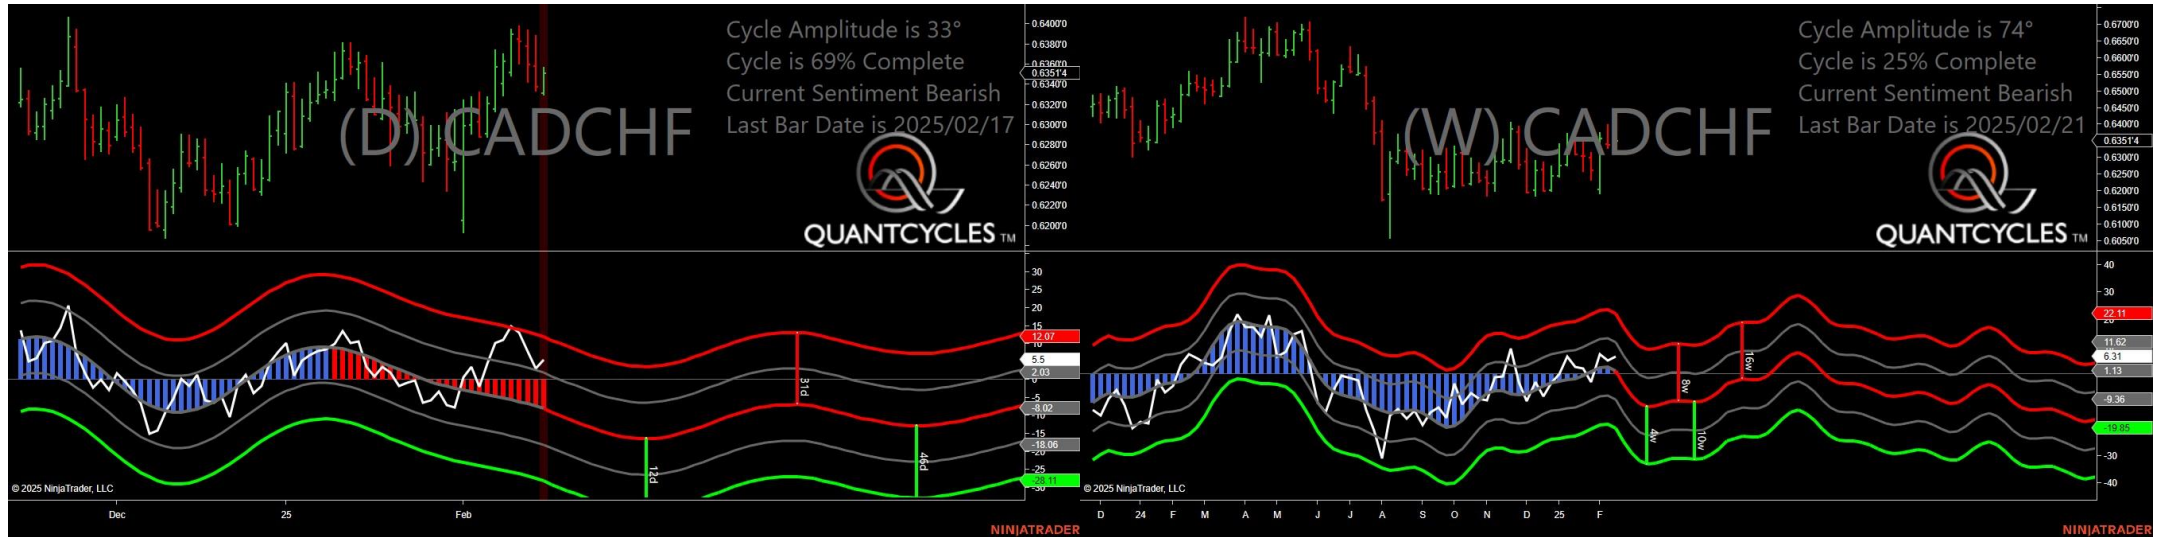 Cycle Amplitude is 33°
Cycle is 69% Complete
Current Sentiment Bearish
Last Bar Date is 2025/02/17
(D) CADCHF
QUANTCYCLES TM
0.6400'0
0.6380'0
0.6360'0
0.6351'4
0.6340'0
0.6320'0
0.6300'0
0.6280'0
0.6260'0
0.6240'0
0.6220'0
0.6200'0
30
25
20
15
12.07
10
5.5
2.03
0
-5
-8.02
-10
-15
-18.06
-20
-25
-28.11
-30
31d
12d
46d
© 2025 NinjaTrader, LLC
Dec
25
Feb
NINJATRADER
Cycle Amplitude is 74°
Cycle is 25% Complete
Current Sentiment Bearish
Last Bar Date is 2025/02/21
(W) CADCHF
QUANTCYCLES TM
0.6700'0
0.6650'0
0.6600'0
0.6550'0
0.6500'0
0.6450'0
0.6400'0
0.6351'4
0.6300'0
0.6250'0
0.6200'0
0.6150'0
0.6100'0
0.6050'0
40
30
22.11
20
11.62
6.31
1.13
-9.36
-19.85
-30
-40
8w
16w
4w
10w
© 2025 NinjaTrader, LLC
D
24
F
M
A
M
J
J
A
S
O
N
D
25
F
NINJATRADER